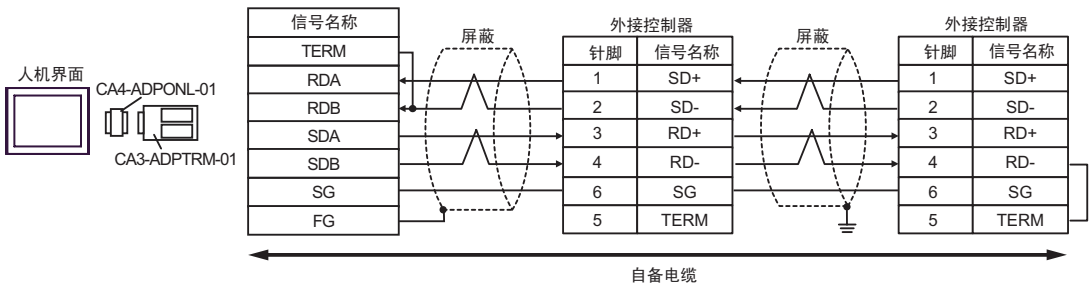 人机界面
CA4-ADPONL-01
CA3-ADPTRM-01
信号名称
TERM
RDA
RDB
SDA
SDB
SG
FG
屏蔽
外接控制器
针脚 信号名称
1 SD+
2 SD-
3 RD+
4 RD-
6 SG
5 TERM
屏蔽
外接控制器
针脚 信号名称
1 SD+
2 SD-
3 RD+
4 RD-
6 SG
5 TERM
自备电缆